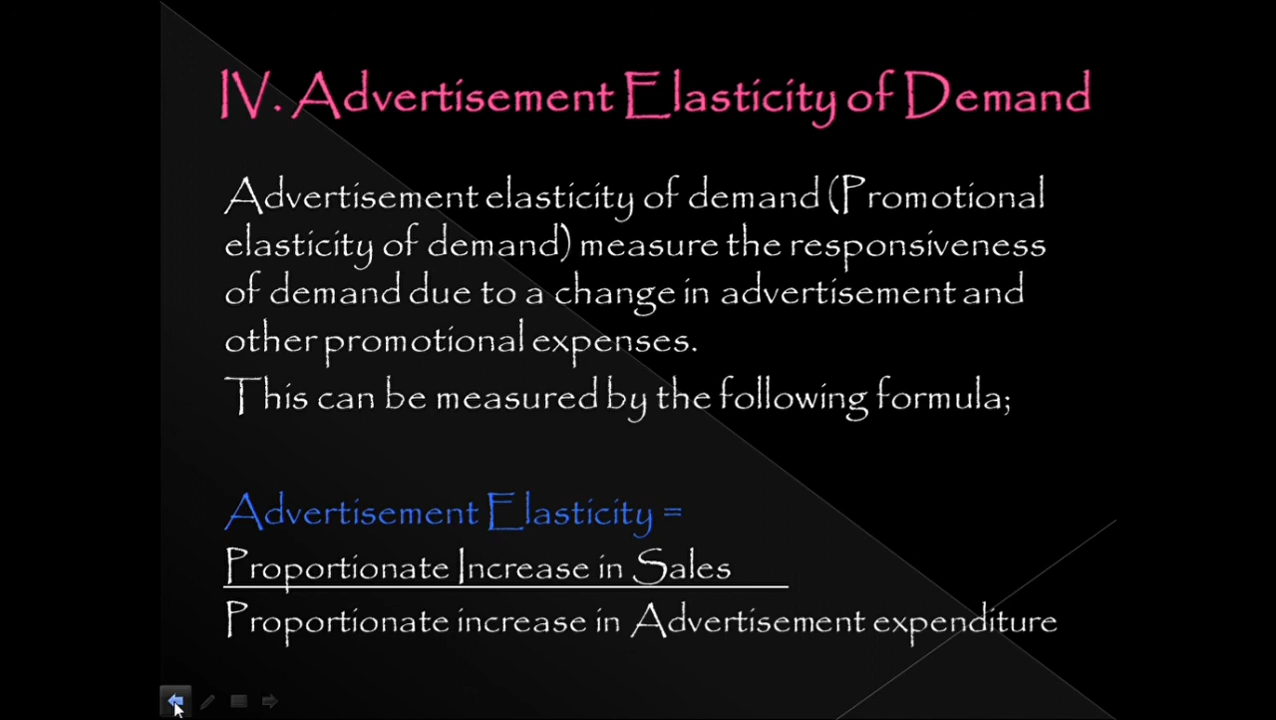 IV. Advertisement Elasticity of Demand
Advertisement elasticity of demand (Promotional
elasticity of demand) measure the responsiveness
of demand due to a change in advertisement and
other promotional expenses.
This can be measured by the following formula;
Advertisement Elasticity =
Proportionate Increase in Sales
Proportionate increase in Advertisement expenditure